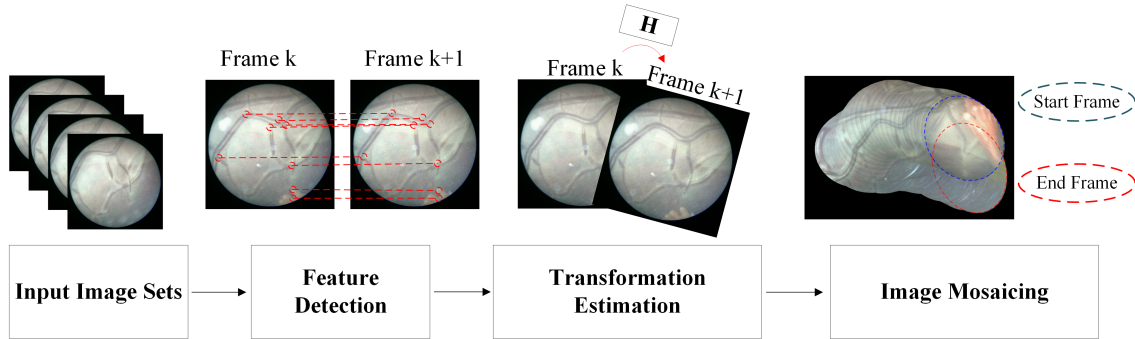 H
Frame k
Frame k+1
Frame k
Frame k+1
Start Frame
End Frame
Input Image Sets
Feature
Detection
Transformation
Estimation
Image Mosaicing